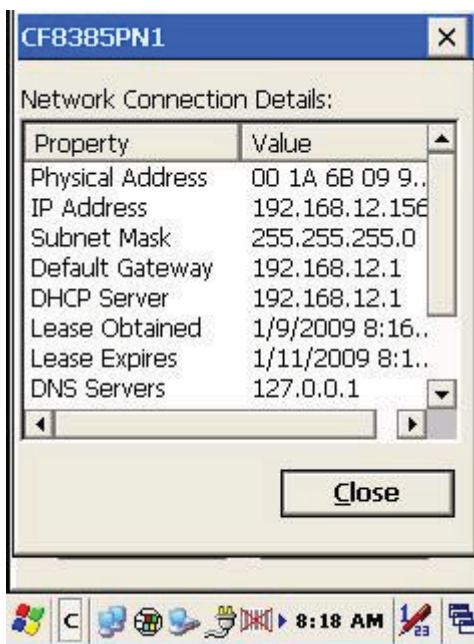 CF8385PN1
Network Connection Details:
Property Value
Physical Address 00 1A 6B 09 9..
IP Address 192.168.12.156
Subnet Mask 255.255.255.0
Default Gateway 192.168.12.1
DHCP Server 192.168.12.1
Lease Obtained 1/9/2009 8:16..
Lease Expires 1/11/2009 8:1..
DNS Servers 127.0.0.1
Close
C 8:18 AM 1/23